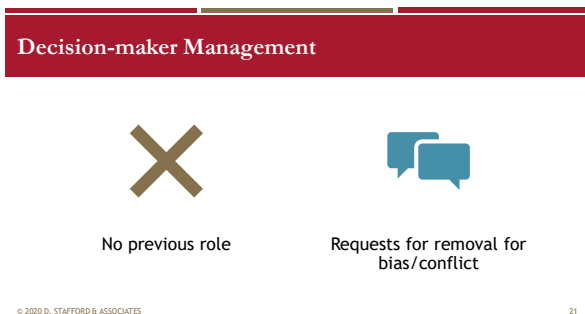 Decision-maker Management
No previous role
Requests for removal for
bias/conflict
© 2020 D. STAFFORD & ASSOCIATES
21